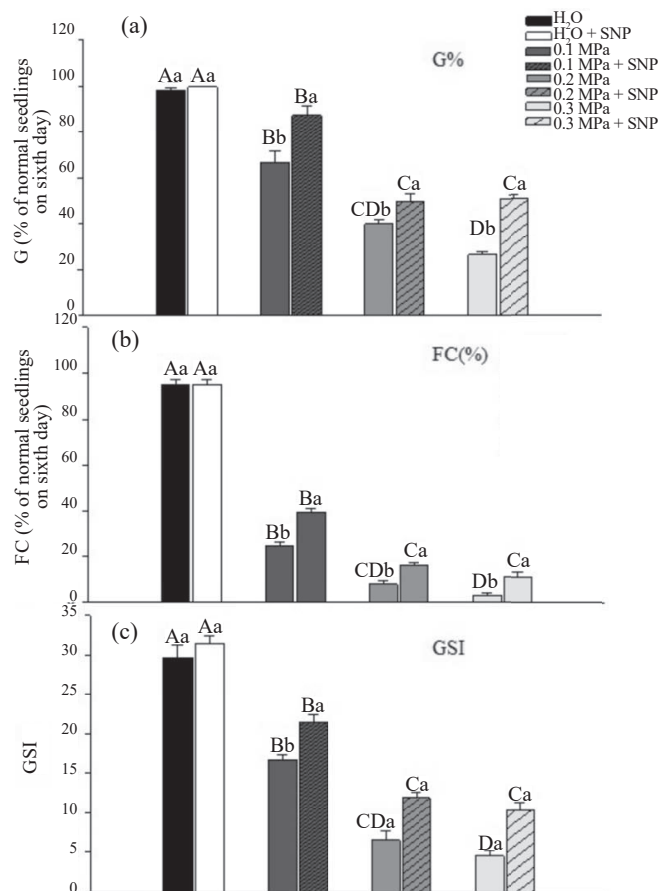 (a)
G%
H₂O
H₂O + SNP
0.1 MPa
0.1 MPa + SNP
0.2 MPa
0.2 MPa + SNP
0.3 MPa
0.3 MPa + SNP
120
100
80
60
40
20
0
G (% of normal seedlings
on sixth day)
Aa Aa
Bb Ba
CDb Ca
Db Ca
(b)
FC(%)
120
100
80
60
40
20
0
FC (% of normal seedlings
on sixth day)
Aa Aa
Bb Ba
CDb Ca
Db Ca
(c)
GSI
35
30
25
20
15
10
5
0
GSI
Aa Aa
Bb Ba
CDa Ca
Da Ca